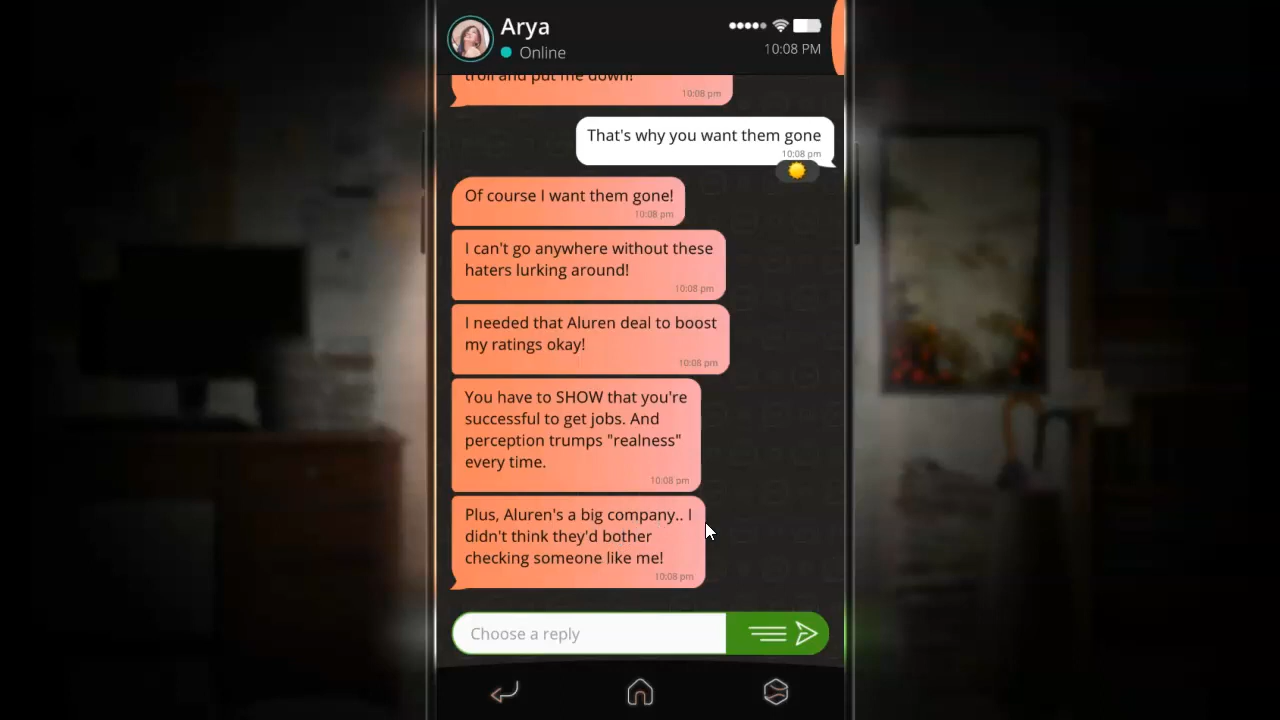 Arya
Online
10:08 PM
troll and put me down!
10:08 pm
That's why you want them gone
10:08 pm
Of course I want them gone!
10:08 pm
I can't go anywhere without these
haters lurking around!
10:08 pm
I needed that Aluren deal to boost
my ratings okay!
10:08 pm
You have to SHOW that you're
successful to get jobs. And
perception trumps "realness"
every time.
10:08 pm
Plus, Aluren's a big company.. I
didn't think they'd bother
checking someone like me!
10:08 pm
Choose a reply